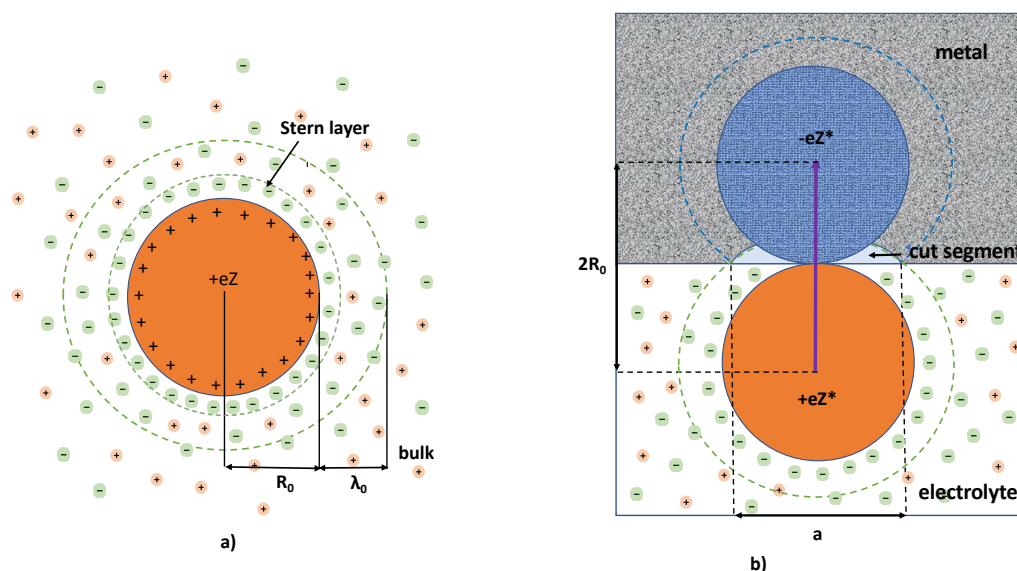 Stern layer
+eZ
bulk
R₀
λ₀
a)
metal
-eZ*
cut segment
2R₀
+eZ*
electrolyte
a
b)